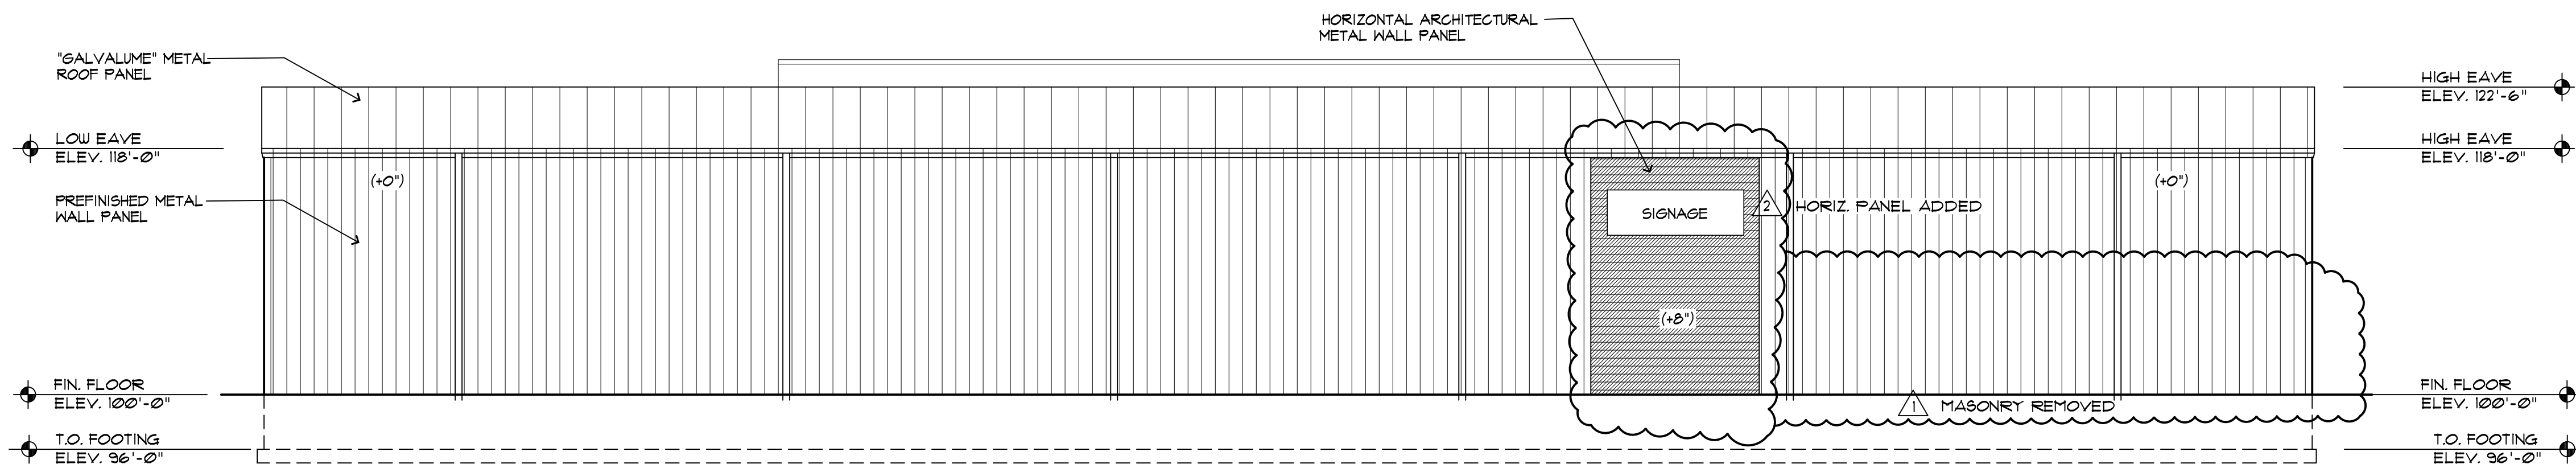 HORIZONTAL ARCHITECTURAL
METAL WALL PANEL
"GALVALUME" METAL
ROOF PANEL
HIGH EAVE
ELEV. 122'-6"
LOW EAVE
ELEV. 118'-0"
HIGH EAVE
ELEV. 118'-0"
(+0")
(+0")
PREFINISHED METAL
WALL PANEL
SIGNAGE
2
HORIZ. PANEL ADDED
(+8")
FIN. FLOOR
ELEV. 100'-0"
1
MASONRY REMOVED
FIN. FLOOR
ELEV. 100'-0"
T.O. FOOTING
ELEV. 96'-0"
T.O. FOOTING
ELEV. 96'-0"